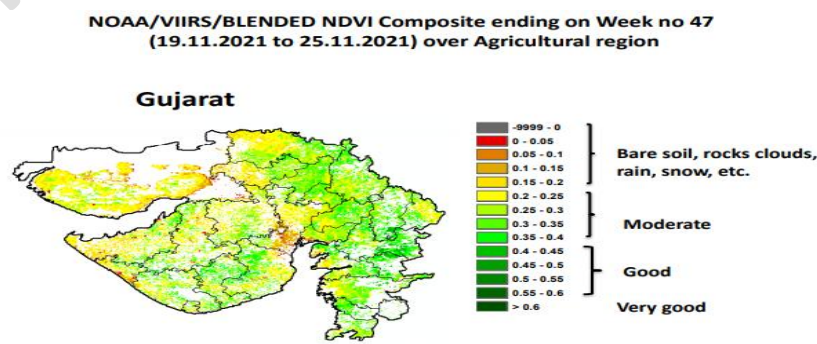 NOAA/VIIRS/BLENDED NDVI Composite ending on Week no 47
(19.11.2021 to 25.11.2021) over Agricultural region
Gujarat
-9999 - 0
0 - 0.05
0.05 - 0.1
0.1 - 0.15
0.15 - 0.2
0.2 - 0.25
0.25 - 0.3
0.3 - 0.35
0.35 - 0.4
0.4 - 0.45
0.45 - 0.5
0.5 - 0.55
0.55 - 0.6
> 0.6
Bare soil, rocks clouds,
rain, snow, etc.
Moderate
Good
Very good